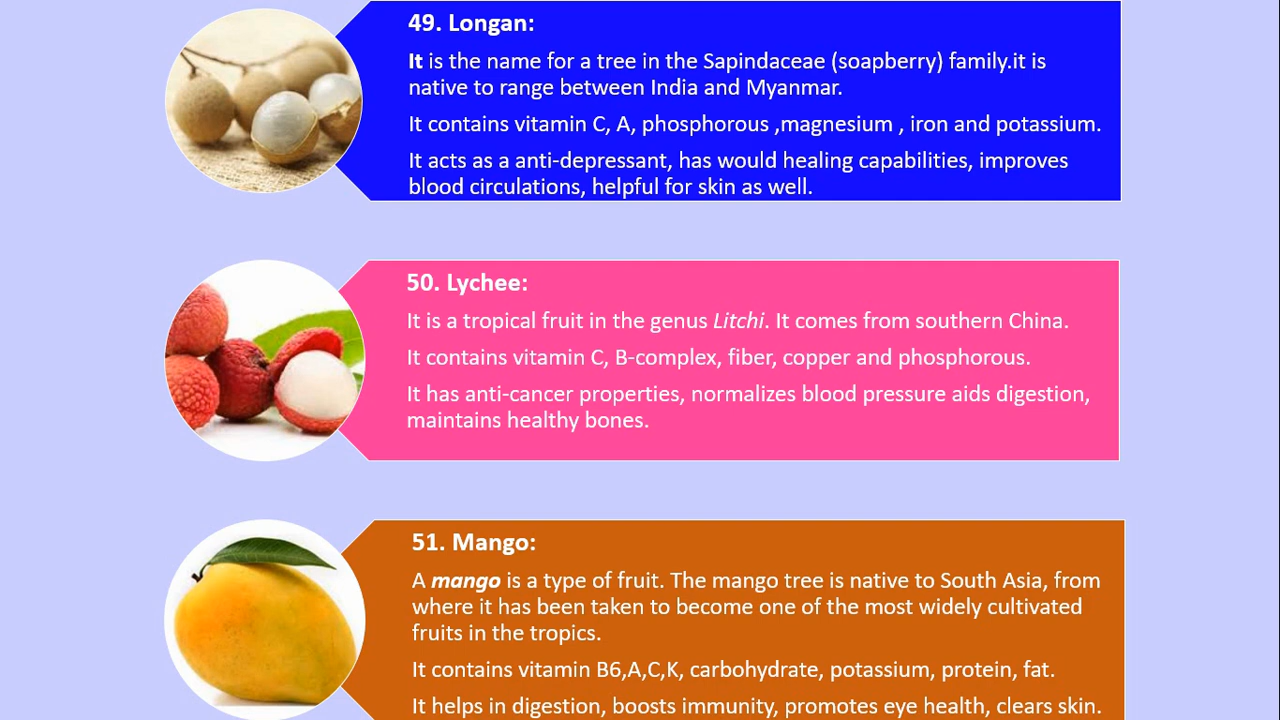 49. Longan:
It is the name for a tree in the Sapindaceae (soapberry) family.it is
native to range between India and Myanmar.
It contains vitamin C, A, phosphorous ,magnesium , iron and potassium.
It acts as a anti-depressant, has would healing capabilities, improves
blood circulations, helpful for skin as well.
50. Lychee:
It is a tropical fruit in the genus Litchi. It comes from southern China.
It contains vitamin C, B-complex, fiber, copper and phosphorous.
It has anti-cancer properties, normalizes blood pressure aids digestion,
maintains healthy bones.
51. Mango:
A mango is a type of fruit. The mango tree is native to South Asia, from
where it has been taken to become one of the most widely cultivated
fruits in the tropics.
It contains vitamin B6,A,C,K, carbohydrate, potassium, protein, fat.
It helps in digestion, boosts immunity, promotes eye health, clears skin.